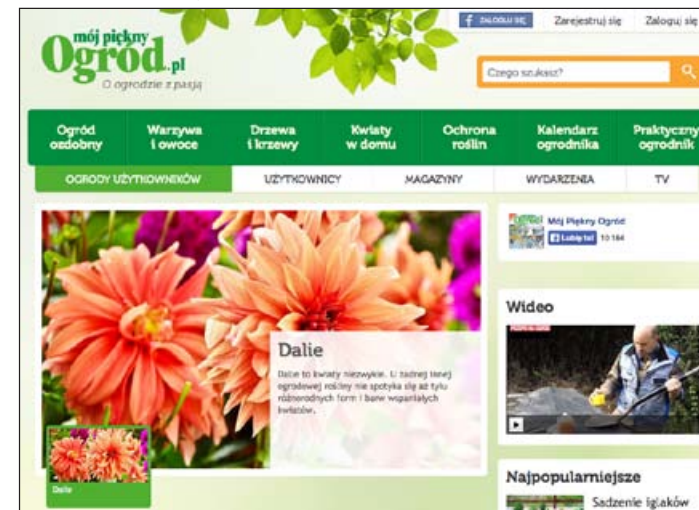 mój piękny
Ogród.pl
O ogrodzie z pasją
f ZALOGUJ SIĘ Zarejestruj się Zaloguj się
Czego szukasz?
Ogród ozdobny Warzywa i owoce Drzewa i krzewy Kwiaty w domu Ochrona roślin Kalendarz ogrodnika Praktyczny ogrodnik
OGRODY UŻYTKOWNIKÓW UŻYTKOWNICY MAGAZYNY WYDARZENIA TV
Mój Piękny Ogród
Lubię to! 10 184
Dalie
Dalie to kwiaty niezwykłe. U żadnej innej
ogrodowej rośliny nie spotyka się aż tylu
różnorodnych form i barw wspaniałych
kwiatów.
Dalie
Wideo
Najpopularniejsze
Sadzenie iglaków